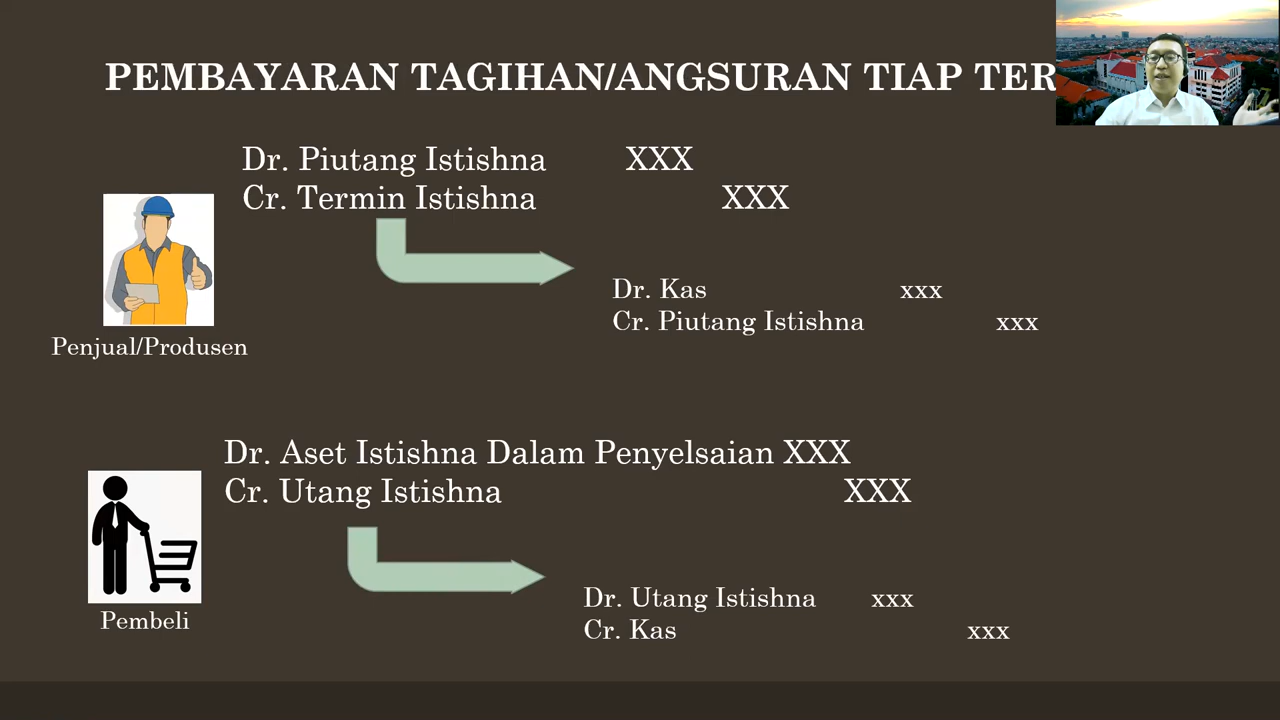 PEMBAYARAN TAGIHAN/ANGSURAN TIAP TER
Dr. Piutang Istishna XXX
Cr. Termin Istishna XXX
Dr. Kas xxx
Cr. Piutang Istishna xxx
Penjual/Produsen
Dr. Aset Istishna Dalam Penyelsaian XXX
Cr. Utang Istishna XXX
Dr. Utang Istishna xxx
Cr. Kas xxx
Pembeli